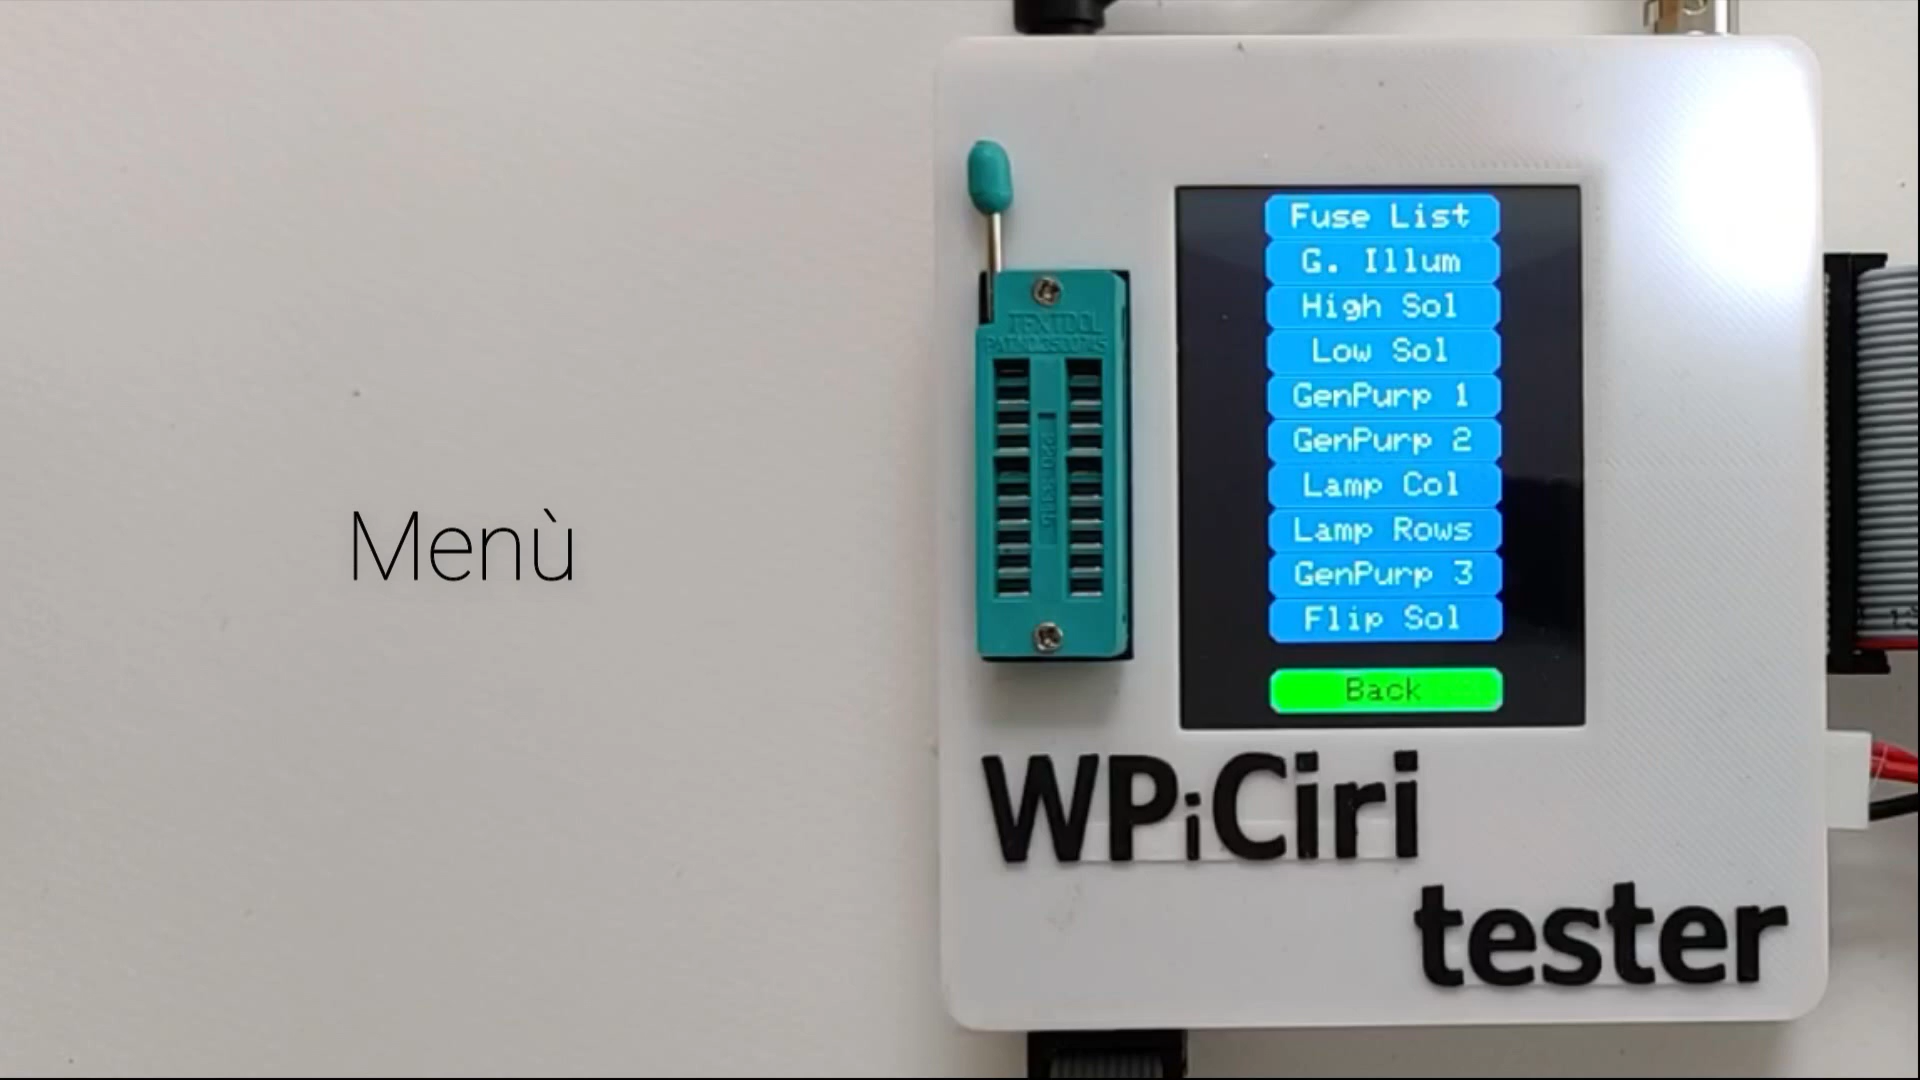 Menù
TEXTOOL
Fuse List
G. Illum
High Sol
Low Sol
GenPurp 1
GenPurp 2
Lamp Col
Lamp Rows
GenPurp 3
Flip Sol
Back
WPiCiri
tester